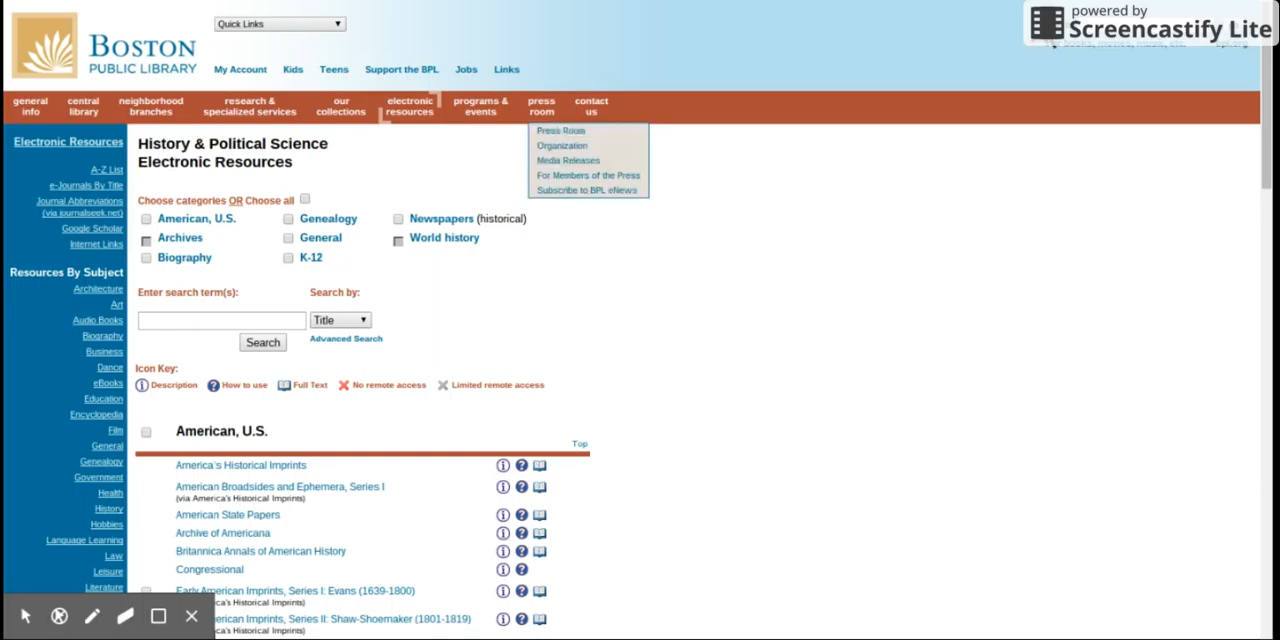 powered by
Screencastify Lite
Quick Links
BOSTON
PUBLIC LIBRARY
My Account Kids Teens Support the BPL Jobs Links
general info
central library
neighborhood branches
research & specialized services
our collections
electronic resources
programs & events
press room
contact us
Press Room
Organization
Media Releases
For Members of the Press
Subscribe to BPL eNews
Electronic Resources
A-Z List
e-Journals By Title
Journal Abbreviations
(via journalseek.net)
Google Scholar
Internet Links
Resources By Subject
Architecture
Art
Audio Books
Biography
Business
Dance
eBooks
Education
Encyclopedia
Film
General
Genealogy
Government
Health
History
Hobbies
Language Learning
Law
Leisure
Literature
History & Political Science
Electronic Resources
Choose categories OR Choose all
American, U.S. Genealogy Newspapers (historical)
Archives General World history
Biography K-12
Enter search term(s): Search by:
Title
Search Advanced Search
Icon Key:
Description How to use Full Text No remote access Limited remote access
American, U.S.
Top
America's Historical Imprints
American Broadsides and Ephemera, Series I
(via America's Historical Imprints)
American State Papers
Archive of Americana
Britannica Annals of American History
Congressional
Early American Imprints, Series I: Evans (1639-1800)
Historical Imprints)
Imprints, Series II: Shaw-Shoemaker (1801-1819)
Historical Imprints)